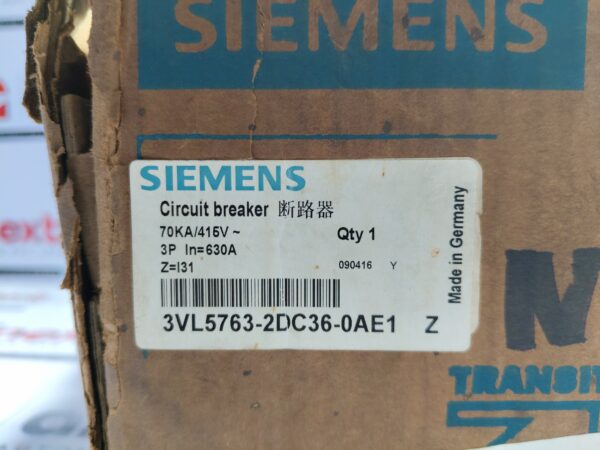 SIEMENS
SIEMENS
Circuit breaker 断路器
70KA/415V ~ Qty 1
3P In=630A
Z=I31 090416 Y
3VL5763-2DC36-0AE1 Z
Made in Germany
TRANSIT